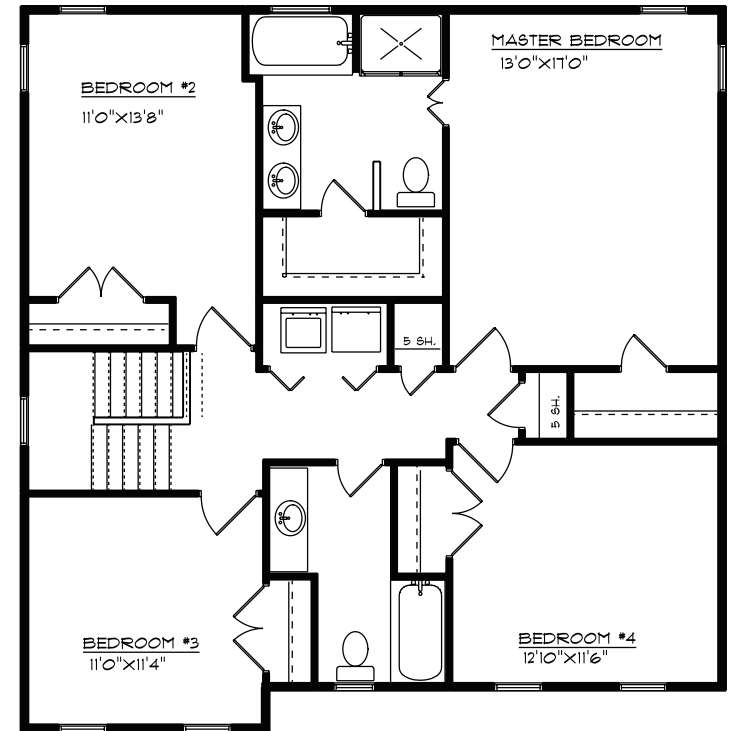 MASTER BEDROOM
13'0"X17'0"
BEDROOM #2
11'0"X13'8"
5 SH.
5 SH.
BEDROOM #3
11'0"X11'4"
BEDROOM #4
12'10"X11'6"